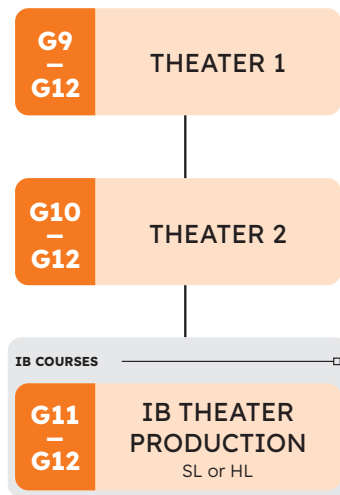 G9
—
G12
THEATER 1
G10
—
G12
THEATER 2
IB COURSES
G11
—
G12
IB THEATER
PRODUCTION
SL or HL